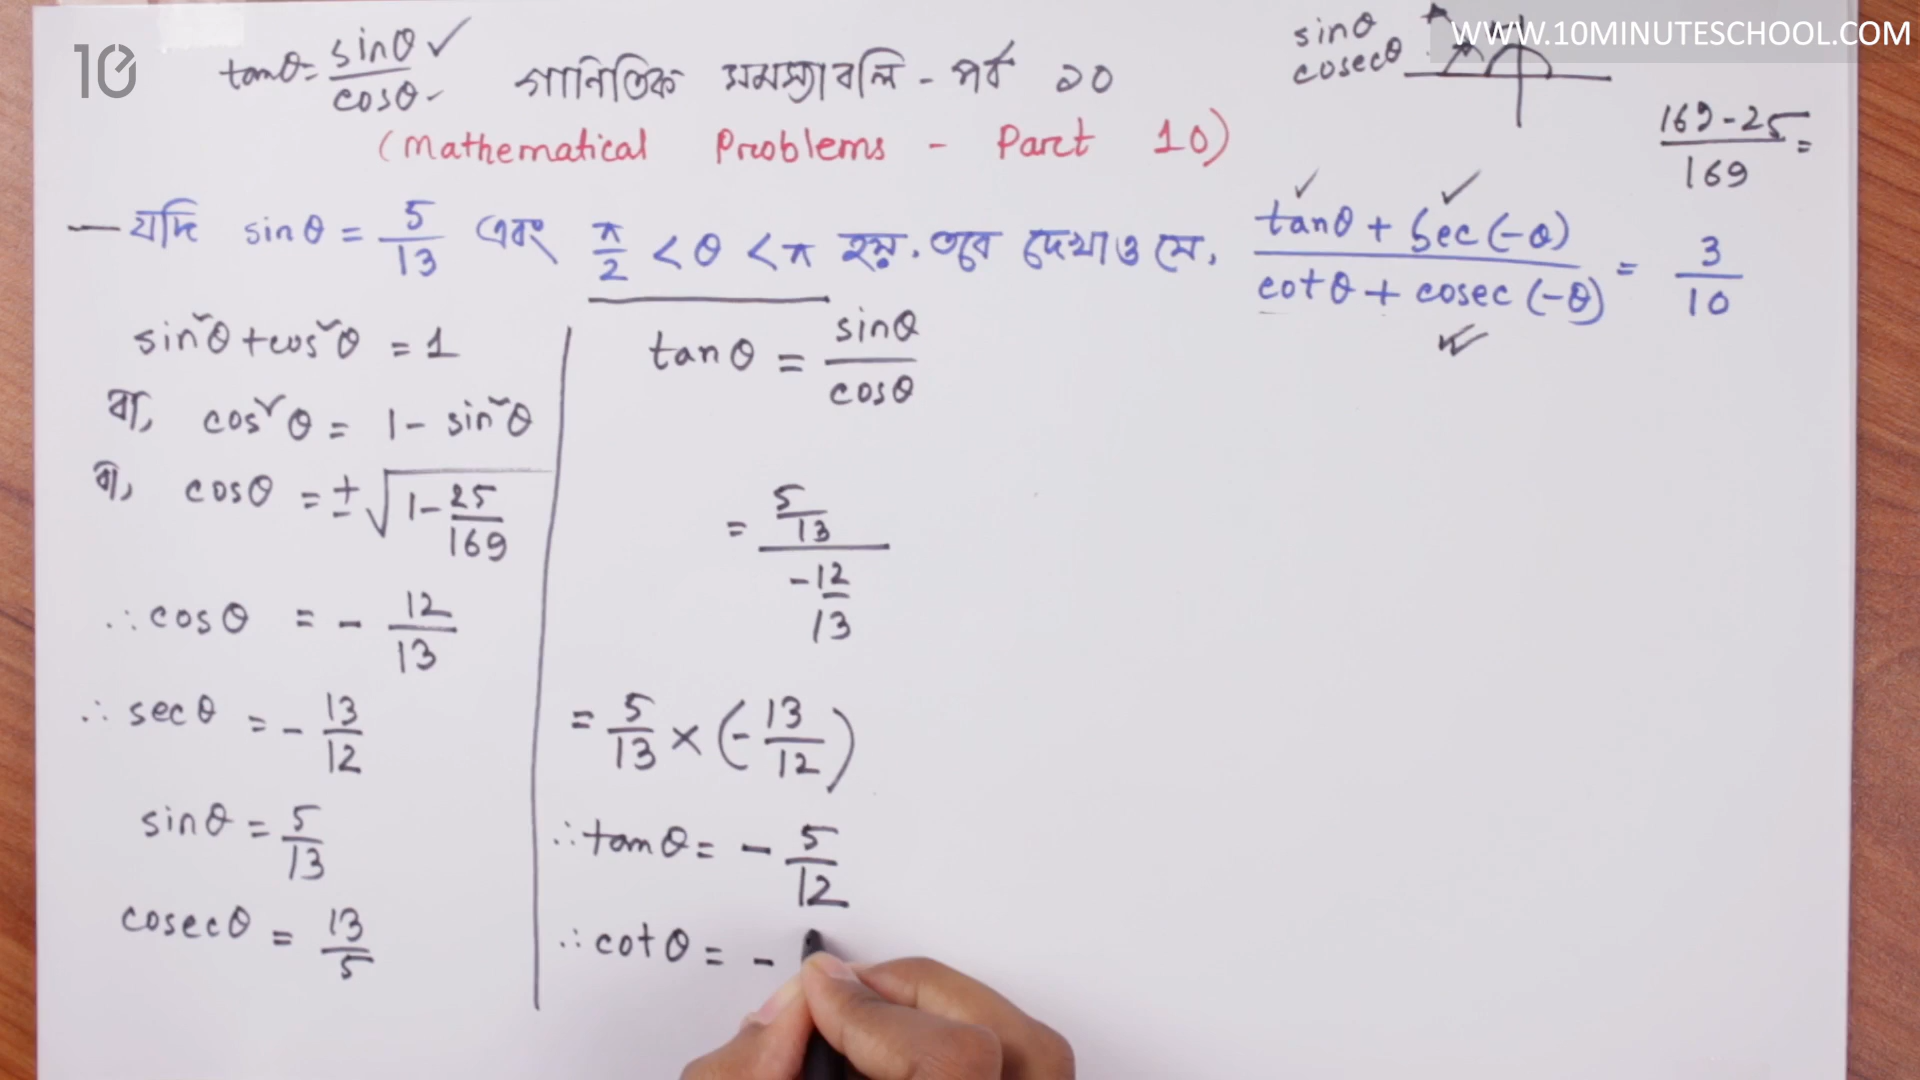 10
WWW.10MINUTESCHOOL.COM
tanθ = sinθ/cosθ
গাণিতিক সমস্যাবলি - পর্ব ১০
(Mathematical Problems - Part 10)
sinθ
cosecθ
169-25/169 =
যদি sinθ = 5/13 এবং π/2 < θ < π হয়, তবে দেখাও যে, tanθ + sec(-θ)/cotθ + cosec(-θ) = 3/10
sin²θ + cos²θ = 1
বা, cos²θ = 1 - sin²θ
বা, cosθ = ±√1 - 25/169
∴ cosθ = - 12/13
∴ secθ = - 13/12
sinθ = 5/13
cosecθ = 13/5
tanθ = sinθ/cosθ
= 5/13 / -12/13
= 5/13 × (- 13/12)
∴ tanθ = - 5/12
∴ cotθ = -